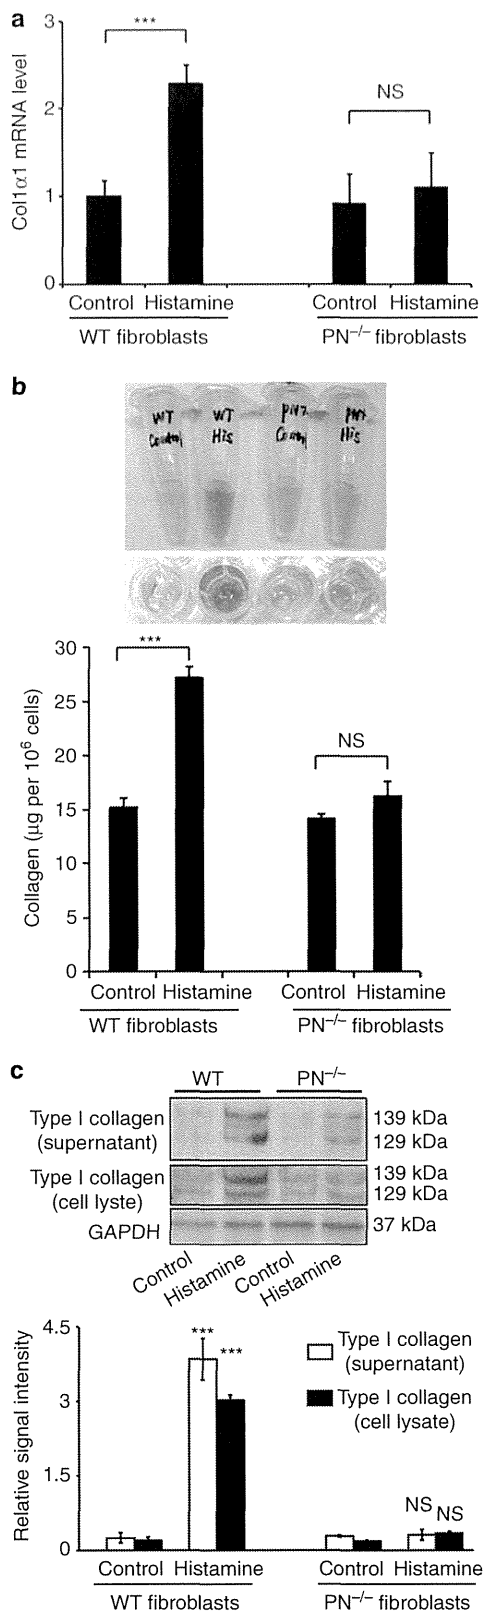 a
3
2
1
0
Col1α1 mRNA level
***
NS
Control Histamine
Control Histamine
WT fibroblasts
PN–/– fibroblasts
b
WT Control
WT His
30
25
20
15
10
5
0
Collagen (μg per 10⁶ cells)
***
NS
Control Histamine
Control Histamine
WT fibroblasts
PN–/– fibroblasts
c
WT
PN–/–
Type I collagen
(supernatant)
139 kDa
129 kDa
Type I collagen
(cell lyste)
139 kDa
129 kDa
GAPDH
37 kDa
Control
Histamine
Control
Histamine
4.5
3
1.5
0
Relative signal intensity
***
***
Type I collagen
(supernatant)
Type I collagen
(cell lysate)
NS
NS
Control Histamine
Control Histamine
WT fibroblasts
PN–/– fibroblasts